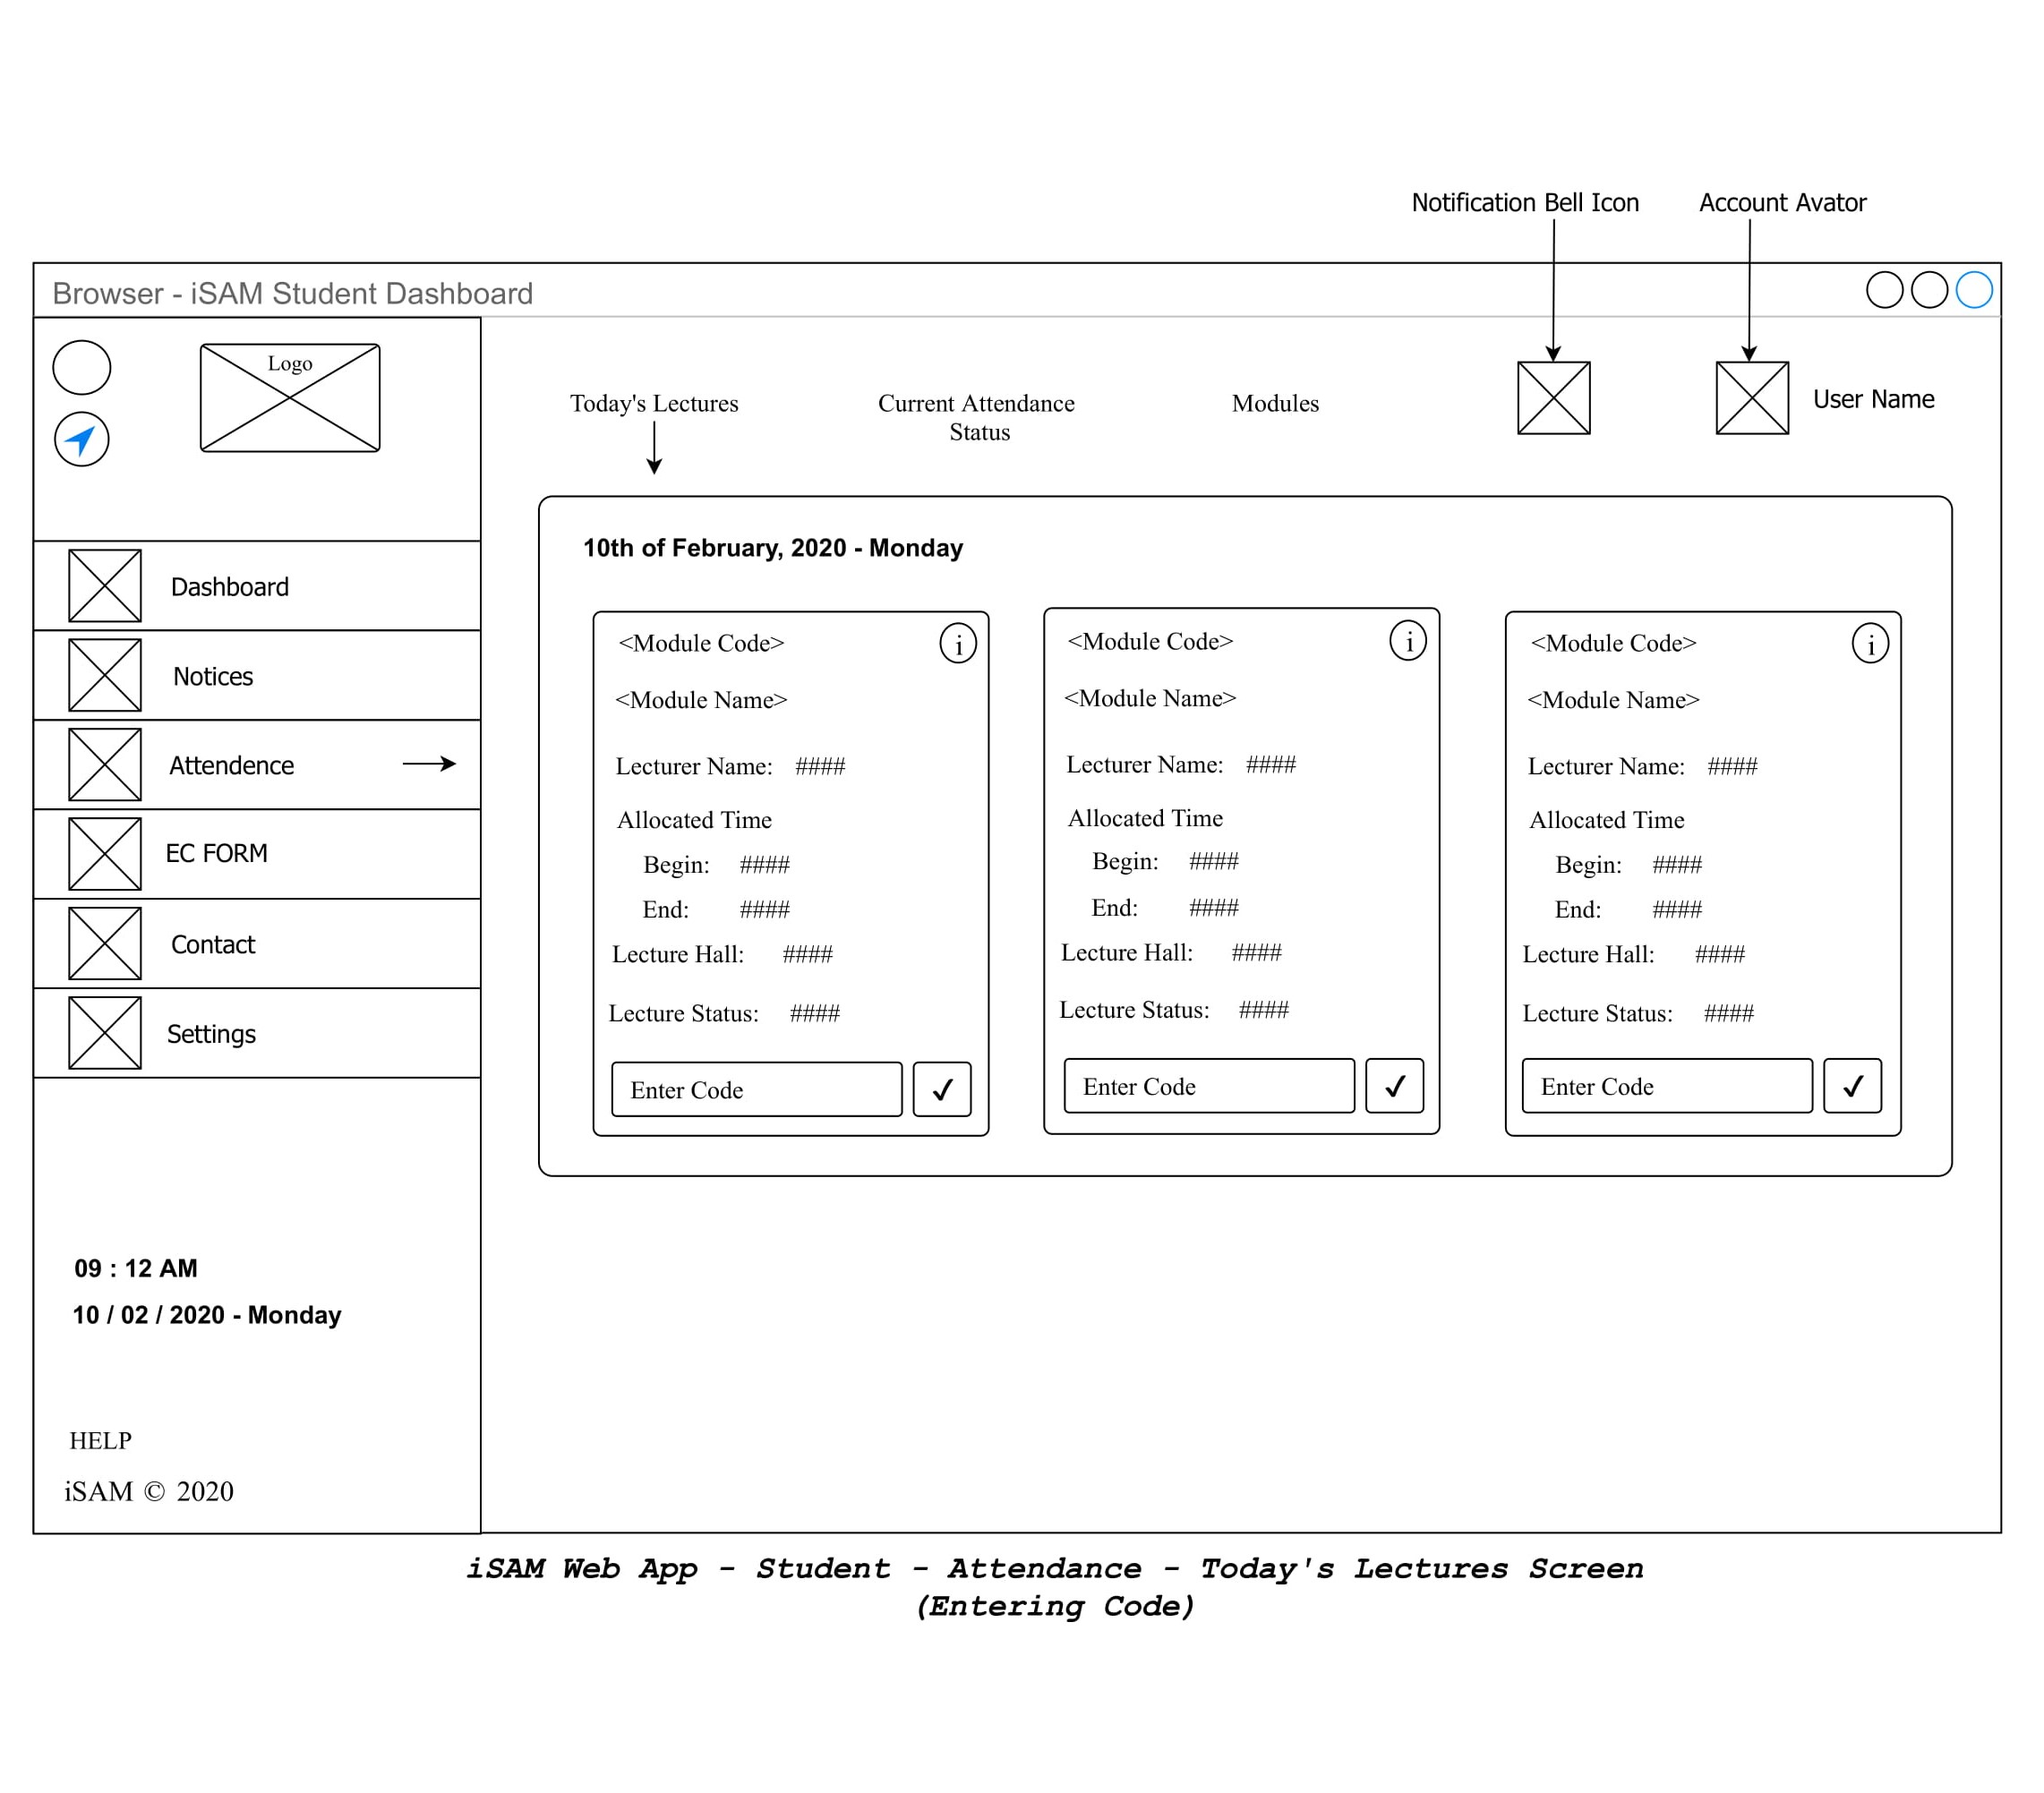 Notification Bell Icon
Account Avator
Browser - iSAM Student Dashboard
Logo
Today's Lectures
Current Attendance
Status
Modules
User Name
Dashboard
Notices
Attendence
EC FORM
Contact
Settings
09 : 12 AM
10 / 02 / 2020 - Monday
HELP
iSAM © 2020
10th of February, 2020 - Monday
<Module Code> i
<Module Name>
Lecturer Name: ####
Allocated Time
Begin: ####
End: ####
Lecture Hall: ####
Lecture Status: ####
Enter Code ✓
<Module Code> i
<Module Name>
Lecturer Name: ####
Allocated Time
Begin: ####
End: ####
Lecture Hall: ####
Lecture Status: ####
Enter Code ✓
<Module Code> i
<Module Name>
Lecturer Name: ####
Allocated Time
Begin: ####
End: ####
Lecture Hall: ####
Lecture Status: ####
Enter Code ✓
iSAM Web App - Student - Attendance - Today's Lectures Screen
(Entering Code)